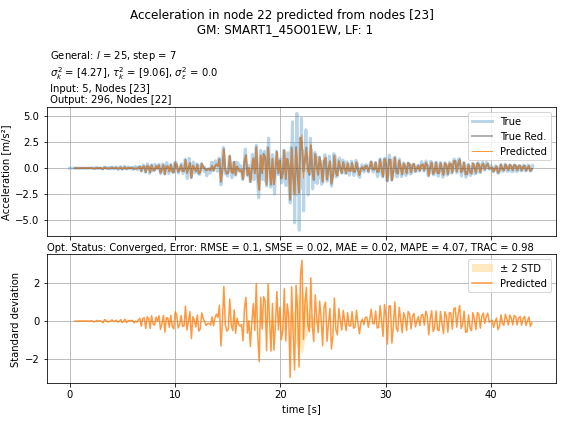 Acceleration in node 22 predicted from nodes [23]
GM: SMART1_45O01EW, LF: 1
General: l = 25, step = 7
σ²ₖ = [4.27], τ²ₖ = [9.06], σ²ε = 0.0
Input: 5, Nodes [23]
Output: 296, Nodes [22]
Acceleration [m/s²]
5.0
2.5
0.0
−2.5
−5.0
True
True Red.
Predicted
Opt. Status: Converged, Error: RMSE = 0.1, SMSE = 0.02, MAE = 0.02, MAPE = 4.07, TRAC = 0.98
Standard deviation
2
0
−2
± 2 STD
Predicted
0 10 20 30 40
time [s]